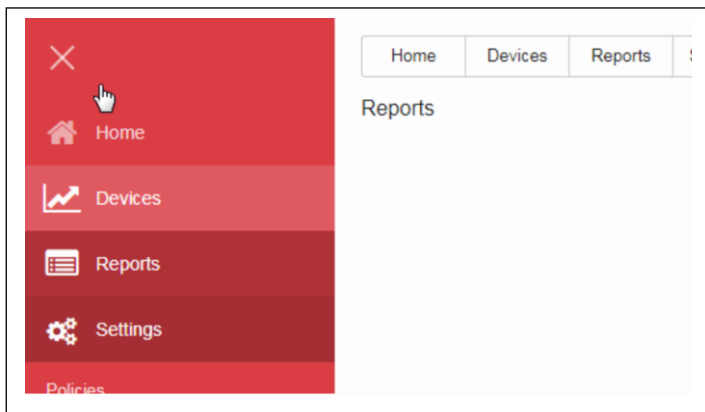 Home
Devices
Reports
Settings
Policies
Home Devices Reports
Reports